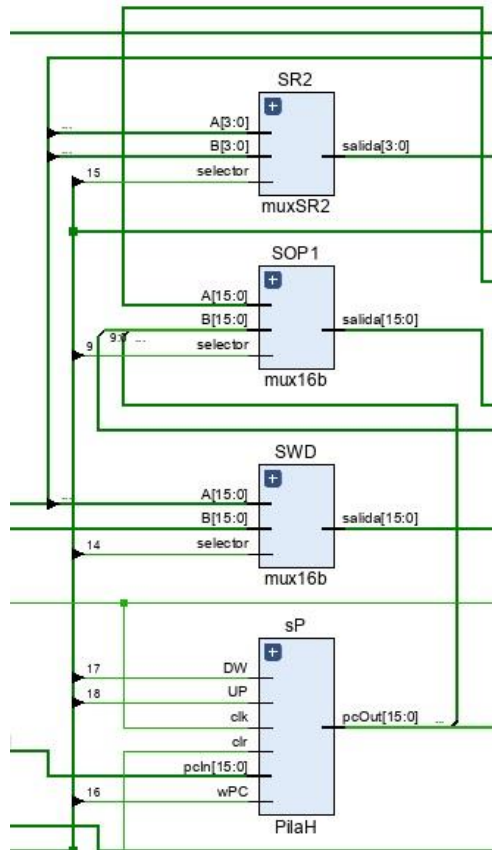 SR2
...
A[3:0]
...
B[3:0]
salida[3:0]
15
selector
muxSR2
SOP1
A[15:0]
B[15:0]
salida[15:0]
...
9
selector
mux16b
SWD
...
A[15:0]
B[15:0]
salida[15:0]
14
selector
mux16b
sP
17
DW
18
UP
clk
pcOut[15:0]
...
clr
pcIn[15:0]
16
wPC
PilaH